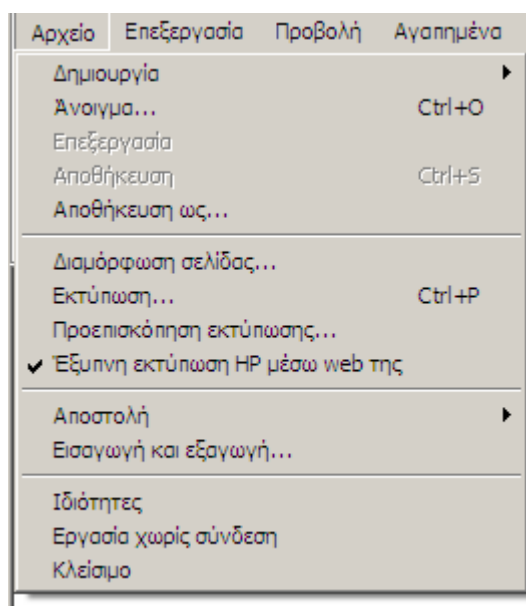 Αρχείο Επεξεργασία Προβολή Αγαπημένα
Δημιουργία
Άνοιγμα... Ctrl+O
Επεξεργασία
Αποθήκευση Ctrl+S
Αποθήκευση ως...
Διαμόρφωση σελίδας...
Εκτύπωση... Ctrl+P
Προεπισκόπηση εκτύπωσης...
Έξυπνη εκτύπωση HP μέσω web της
Αποστολή
Εισαγωγή και εξαγωγή...
Ιδιότητες
Εργασία χωρίς σύνδεση
Κλείσιμο